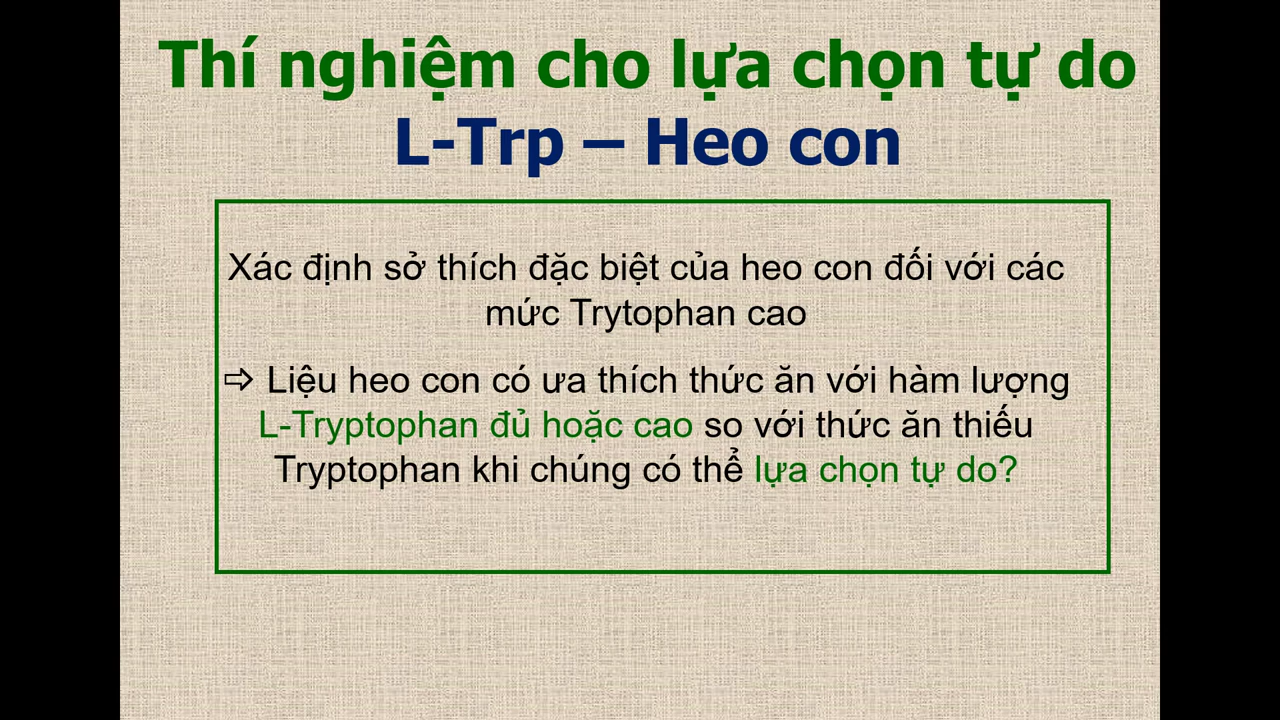 Thí nghiệm cho lựa chọn tự do
L-Trp – Heo con
Xác định sở thích đặc biệt của heo con đối với các
mức Trytophan cao
⇨ Liệu heo con có ưa thích thức ăn với hàm lượng
L-Tryptophan đủ hoặc cao so với thức ăn thiếu
Tryptophan khi chúng có thể lựa chọn tự do?